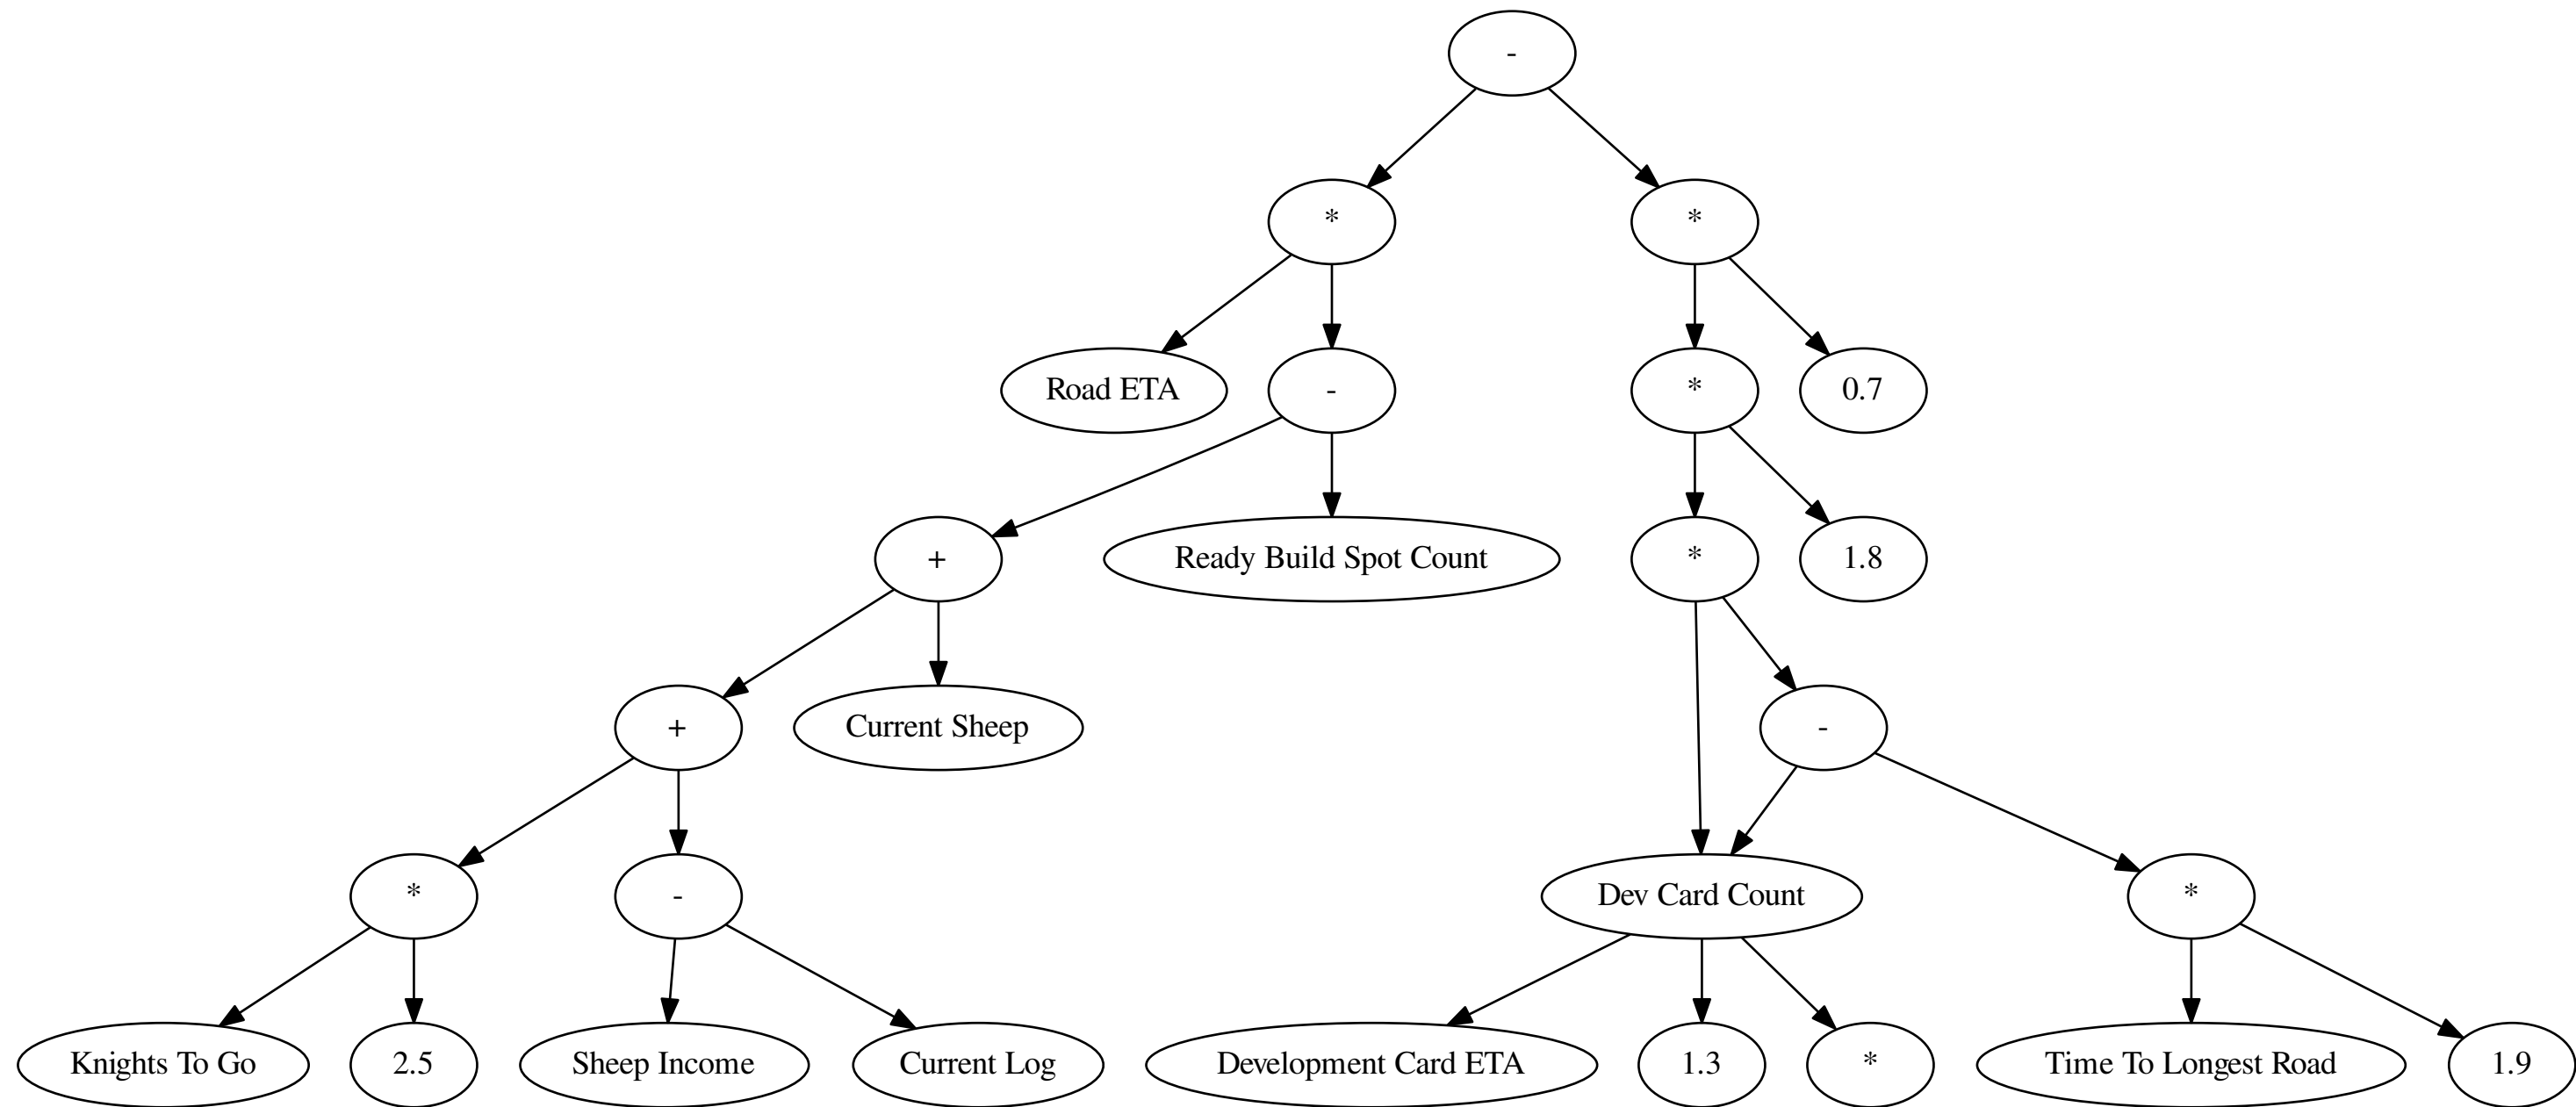 -
*
*
Road ETA
-
*
0.7
+
Ready Build Spot Count
*
1.8
+
Current Sheep
-
*
-
Dev Card Count
*
Knights To Go
2.5
Sheep Income
Current Log
Development Card ETA
1.3
*
Time To Longest Road
1.9